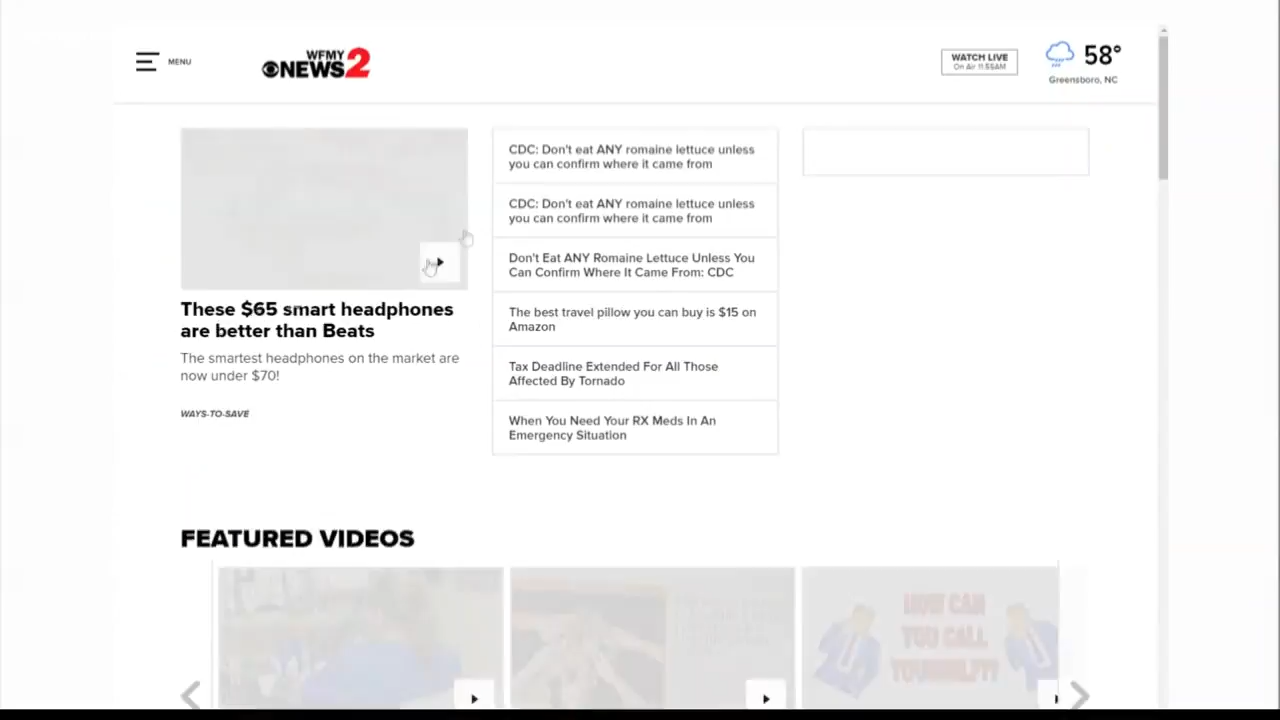 MENU
WFMY
NEWS 2
WATCH LIVE
On Air 11:55AM
58°
Greensboro, NC
These $65 smart headphones
are better than Beats
The smartest headphones on the market are
now under $70!
WAYS-TO-SAVE
CDC: Don't eat ANY romaine lettuce unless
you can confirm where it came from
CDC: Don't eat ANY romaine lettuce unless
you can confirm where it came from
Don't Eat ANY Romaine Lettuce Unless You
Can Confirm Where It Came From: CDC
The best travel pillow you can buy is $15 on
Amazon
Tax Deadline Extended For All Those
Affected By Tornado
When You Need Your RX Meds In An
Emergency Situation
FEATURED VIDEOS
HOW CAN
YOU CALL